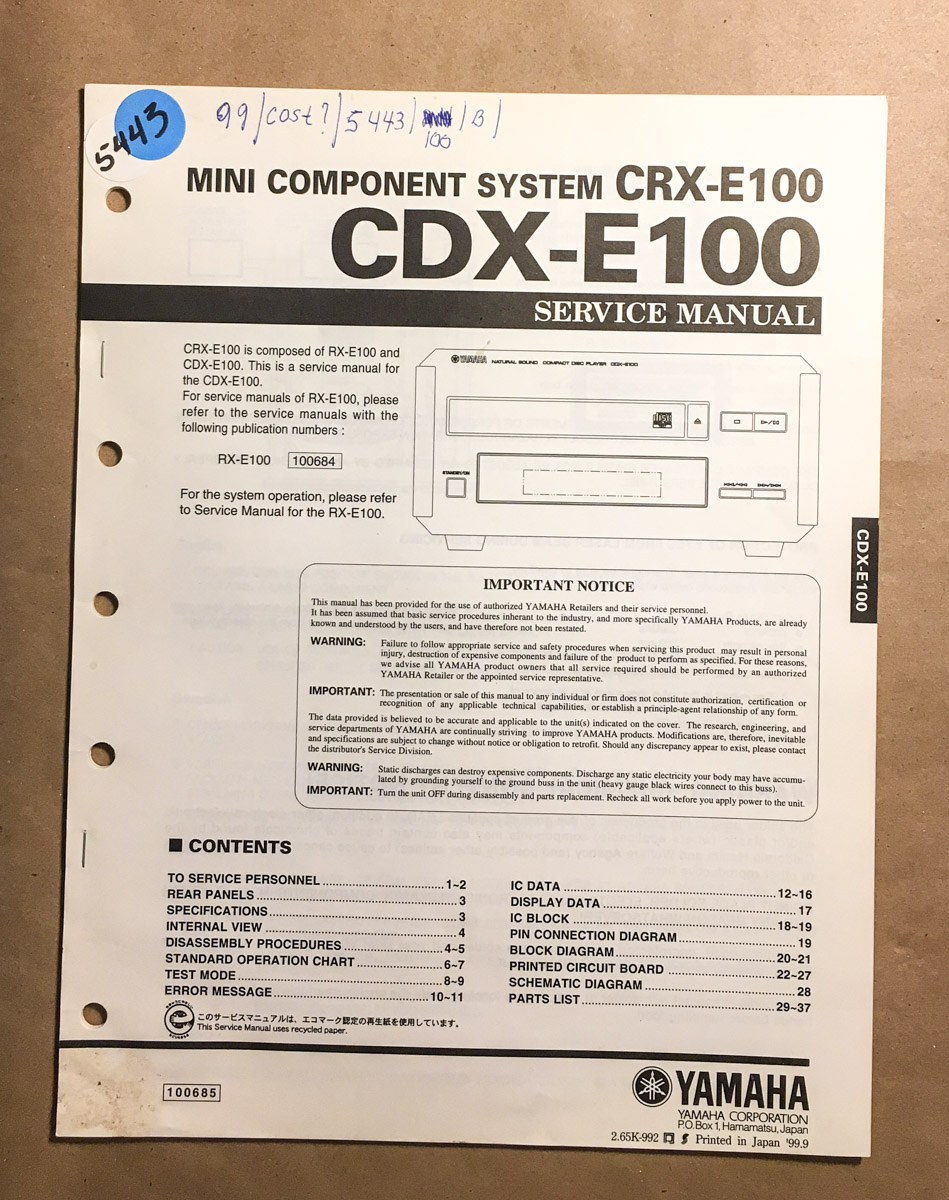 5443
99/cost?/5443/ /B/
100
MINI COMPONENT SYSTEM CRX-E100
CDX-E100
SERVICE MANUAL
CRX-E100 is composed of RX-E100 and
CDX-E100. This is a service manual for
the CDX-E100.
For service manuals of RX-E100, please
refer to the service manuals with the
following publication numbers :
RX-E100 100684
For the system operation, please refer
to Service Manual for the RX-E100.
YAMAHA NATURAL SOUND COMPACT DISC PLAYER CDX-E100
STANDBY/ON
CDX-E100
IMPORTANT NOTICE
This manual has been provided for the use of authorized YAMAHA Retailers and their service personnel.
It has been assumed that basic service procedures inherant to the industry, and more specifically YAMAHA Products, are already
known and understood by the users, and have therefore not been restated.
WARNING: Failure to follow appropriate service and safety procedures when servicing this product may result in personal
injury, destruction of expensive components and failure of the product to perform as specified. For these reasons,
we advise all YAMAHA product owners that all service required should be performed by an authorized
YAMAHA Retailer or the appointed service representative.
IMPORTANT: The presentation or sale of this manual to any individual or firm does not constitute authorization, certification or
recognition of any applicable technical capabilities, or establish a principle-agent relationship of any form.
The data provided is believed to be accurate and applicable to the unit(s) indicated on the cover. The research, engineering, and
service departments of YAMAHA are continually striving to improve YAMAHA products. Modifications are, therefore, inevitable
and specifications are subject to change without notice or obligation to retrofit. Should any discrepancy appear to exist, please contact
the distributor's Service Division.
WARNING: Static discharges can destroy expensive components. Discharge any static electricity your body may have accumu-
lated by grounding yourself to the ground buss in the unit (heavy gauge black wires connect to this buss).
IMPORTANT: Turn the unit OFF during disassembly and parts replacement. Recheck all work before you apply power to the unit.
■ CONTENTS
TO SERVICE PERSONNEL 1~2
REAR PANELS 3
SPECIFICATIONS 3
INTERNAL VIEW 4
DISASSEMBLY PROCEDURES 4~5
STANDARD OPERATION CHART 6~7
TEST MODE 8~9
ERROR MESSAGE 10~11
IC DATA 12~16
DISPLAY DATA 17
IC BLOCK 18~19
PIN CONNECTION DIAGRAM 19
BLOCK DIAGRAM 20~21
PRINTED CIRCUIT BOARD 22~27
SCHEMATIC DIAGRAM 28
PARTS LIST 29~37
このサービスマニュアルは、エコマーク認定の再生紙を使用しています。
This Service Manual uses recycled paper.
100685
YAMAHA
YAMAHA CORPORATION
P.O.Box 1, Hamamatsu, Japan
2.65K-992 Printed in Japan '99.9